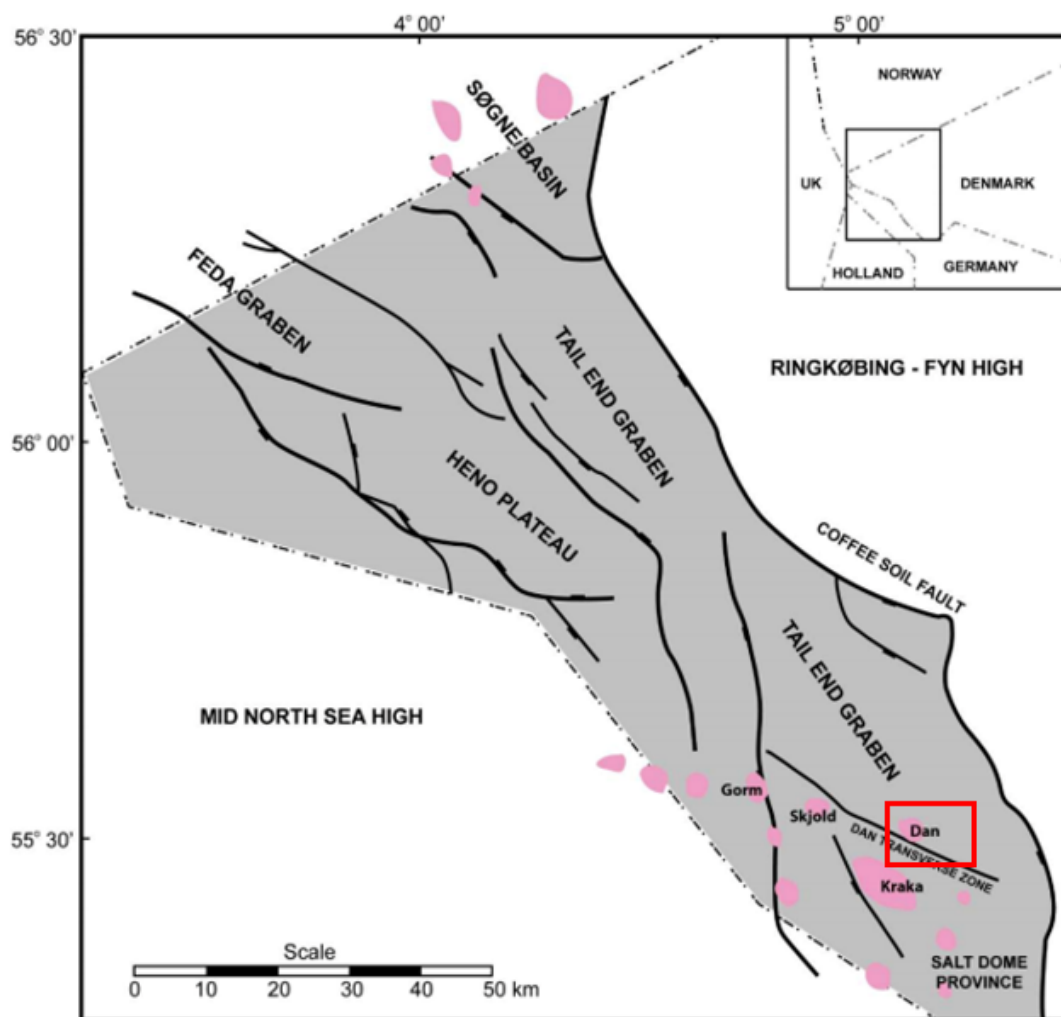 4° 00'
5° 00'
56° 30'
NORWAY
UK
DENMARK
HOLLAND
GERMANY
SØGNE BASIN
FEDA GRABEN
TAIL END GRABEN
RINGKØBING - FYN HIGH
56° 00'
HENO PLATEAU
COFFEE SOIL FAULT
TAIL END GRABEN
MID NORTH SEA HIGH
Gorm
Skjold
Dan
55° 30'
DAN TRANSVERSE ZONE
Kraka
SALT DOME
PROVINCE
Scale
0 10 20 30 40 50 km